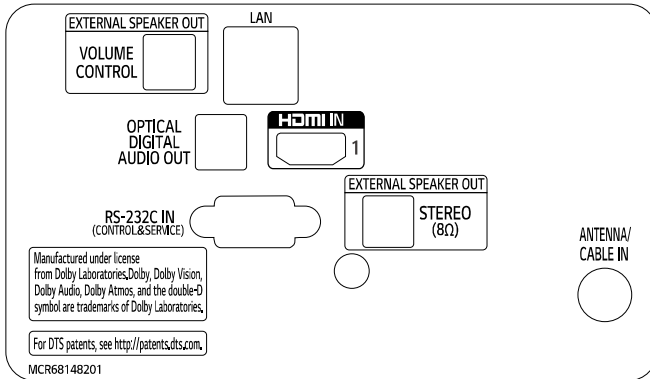 EXTERNAL SPEAKER OUT
VOLUME
CONTROL
LAN
OPTICAL
DIGITAL
AUDIO OUT
HDMI IN
1
EXTERNAL SPEAKER OUT
STEREO
(8Ω)
RS-232C IN
(CONTROL&SERVICE)
ANTENNA/
CABLE IN
Manufactured under license
from Dolby Laboratories.Dolby, Dolby Vision,
Dolby Audio, Dolby Atmos, and the double-D
symbol are trademarks of Dolby Laboratories.
For DTS patents, see http://patents.dts.com.
MCR68148201